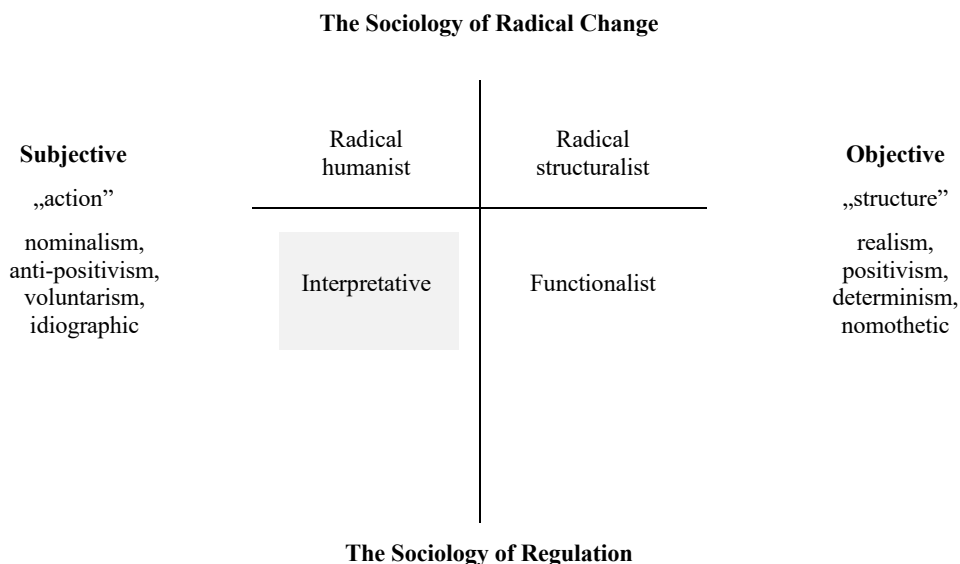 The Sociology of Radical Change
Subjective
„action”
nominalism,
anti-positivism,
voluntarism,
idiographic
Radical
humanist
Radical
structuralist
Interpretative
Functionalist
Objective
„structure”
realism,
positivism,
determinism,
nomothetic
The Sociology of Regulation